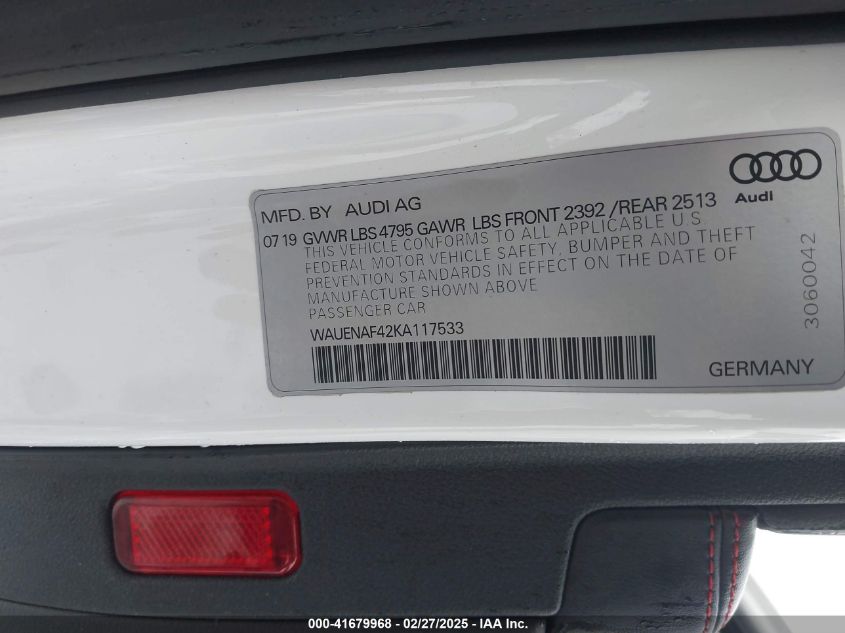 MFD. BY AUDI AG
Audi
07 19 GVWR LBS 4795 GAWR LBS FRONT 2392 /REAR 2513
THIS VEHICLE CONFORMS TO ALL APPLICABLE U.S.
FEDERAL MOTOR VEHICLE SAFETY, BUMPER AND THEFT
PREVENTION STANDARDS IN EFFECT ON THE DATE OF
MANUFACTURE SHOWN ABOVE
PASSENGER CAR
WAUENAF42KA117533
GERMANY
3060042
000-41679968 - 02/27/2025 - IAA Inc.